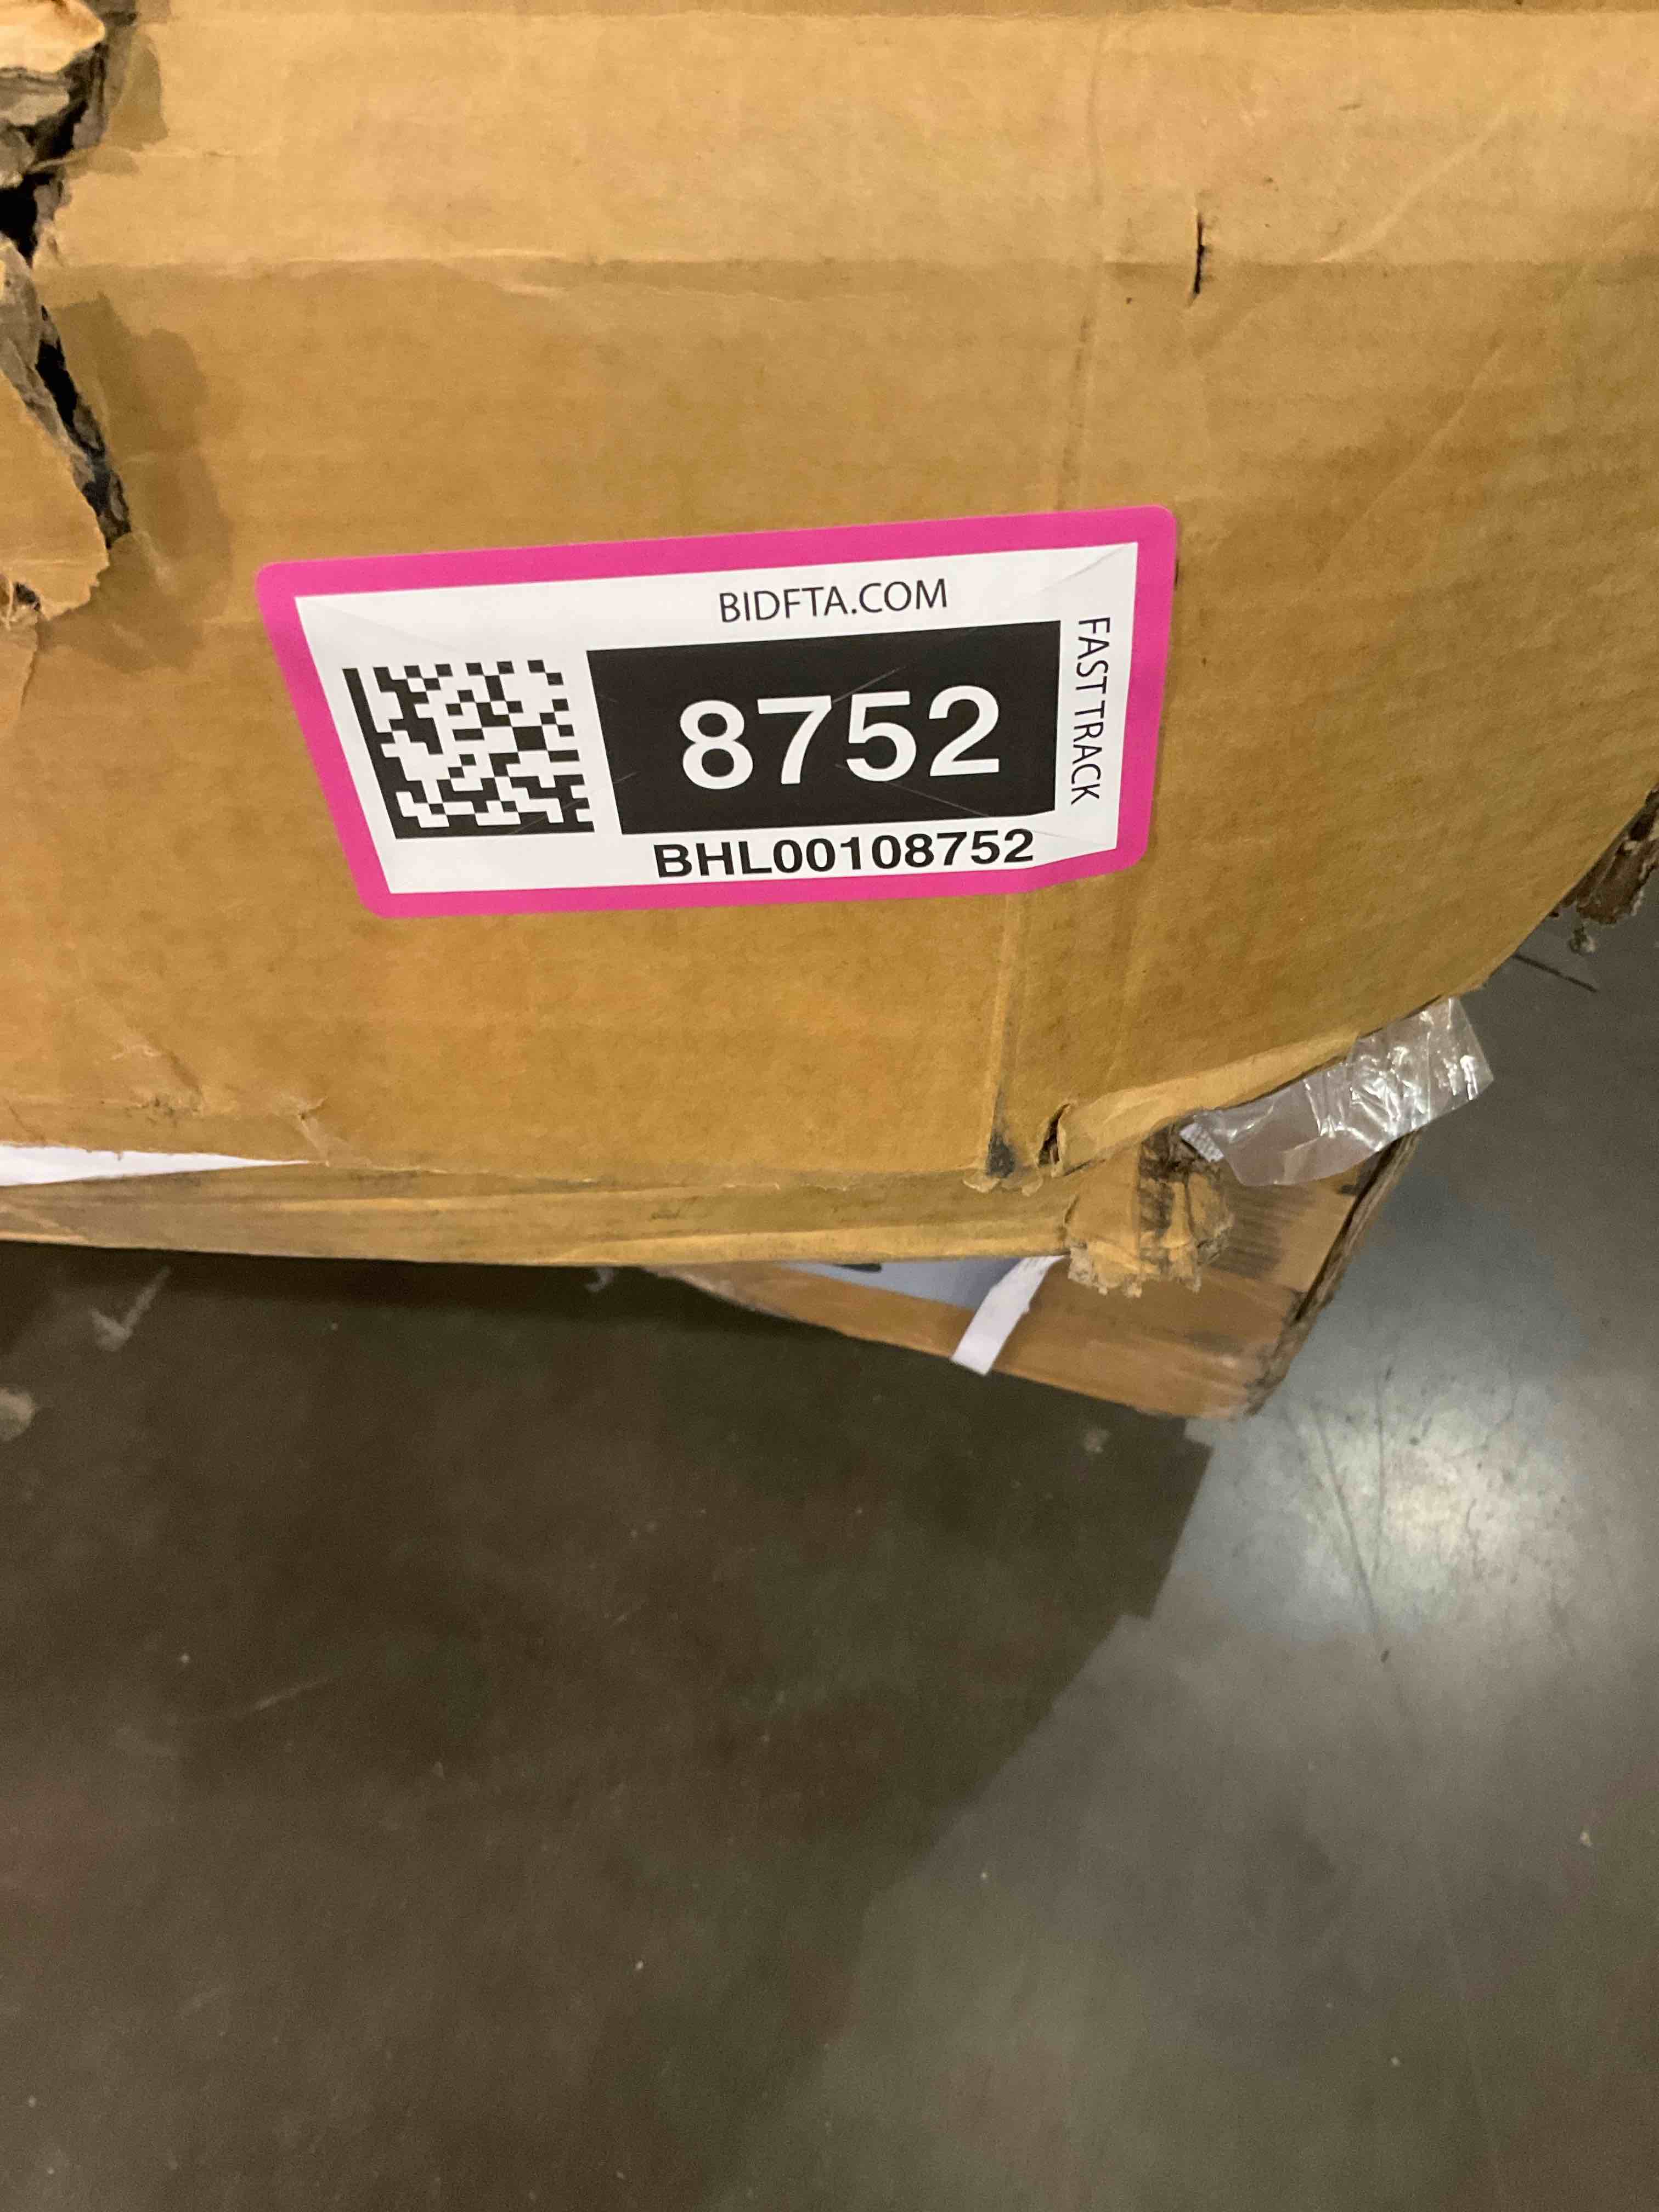 BIDFTA.COM
8752
FAST TRACK
BHL00108752